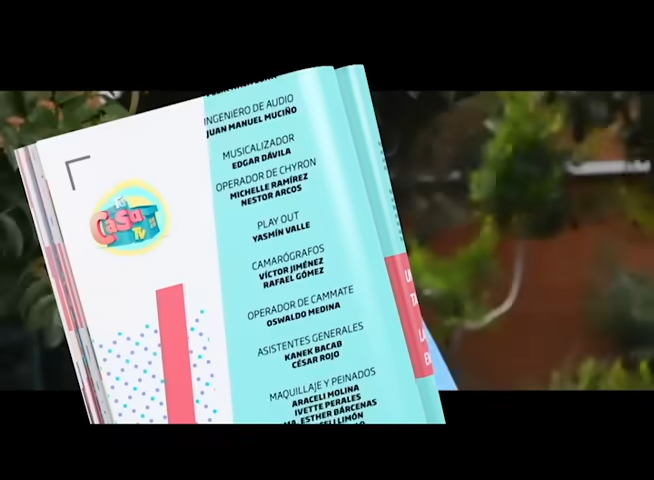 INGENIERO DE AUDIO
JUAN MANUEL MUCIÑO
MUSICALIZADOR
EDGAR DÁVILA
OPERADOR DE CHYRON
MICHELLE RAMÍREZ
NESTOR ARCOS
PLAY OUT
YASMÍN VALLE
CAMARÓGRAFOS
VÍCTOR JIMÉNEZ
RAFAEL GÓMEZ
OPERADOR DE CAMMATE
OSWALDO MEDINA
ASISTENTES GENERALES
KANEK BACAB
CÉSAR ROJO
MAQUILLAJE Y PEINADOS
ARACELI MOLINA
IVETTE PERALES
MA. ESTHER BÁRCENAS
LIMÓN
Casa
TV